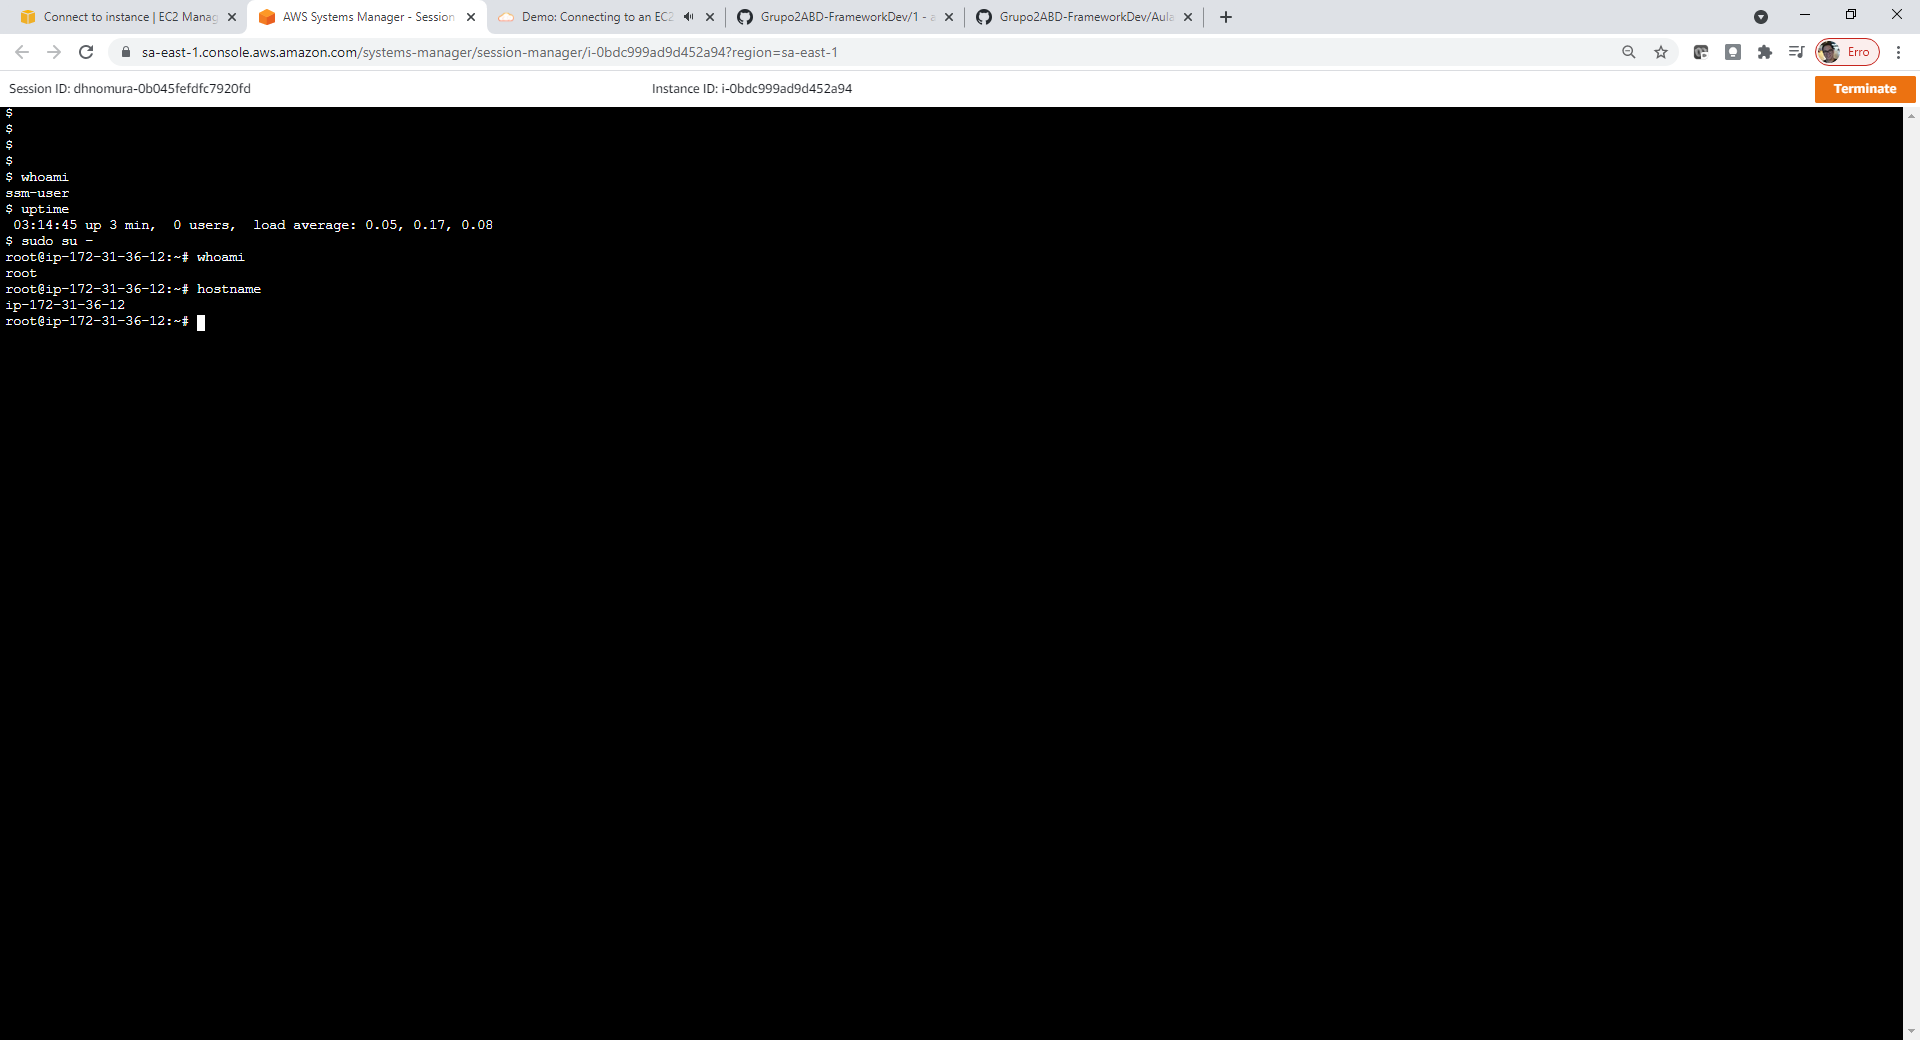 Connect to instance | EC2 Manag
AWS Systems Manager - Session
Demo: Connecting to an EC2
Grupo2ABD-FrameworkDev/1 - a
Grupo2ABD-FrameworkDev/Aula
sa-east-1.console.aws.amazon.com/systems-manager/session-manager/i-0bdc999ad9d452a94?region=sa-east-1
Erro
Session ID: dhnomura-0b045fefdfc7920fd
Instance ID: i-0bdc999ad9d452a94
Terminate
$
$
$
$
$ whoami
ssm-user
$ uptime
03:14:45 up 3 min,  0 users,  load average: 0.05, 0.17, 0.08
$ sudo su -
root@ip-172-31-36-12:~# whoami
root
root@ip-172-31-36-12:~# hostname
ip-172-31-36-12
root@ip-172-31-36-12:~#